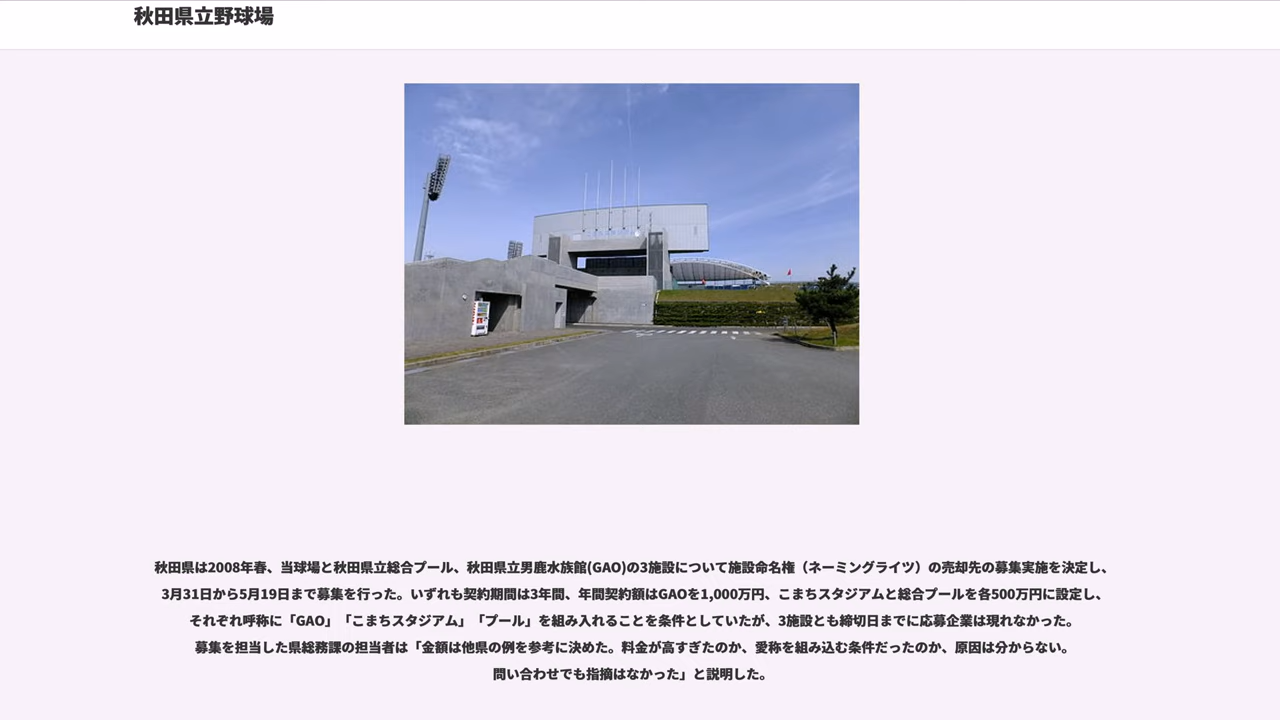 秋田県立野球場
秋田県は2008年春、当球場と秋田県立総合プール、秋田県立男鹿水族館(GAO)の3施設について施設命名権（ネーミングライツ）の売却先の募集実施を決定し、
3月31日から5月19日まで募集を行った。いずれも契約期間は3年間、年間契約額はGAOを1,000万円、こまちスタジアムと総合プールを各500万円に設定し、
それぞれ呼称に「GAO」「こまちスタジアム」「プール」を組み入れることを条件としていたが、3施設とも締切日までに応募企業は現れなかった。
募集を担当した県総務課の担当者は「金額は他県の例を参考に決めた。料金が高すぎたのか、愛称を組み込む条件だったのか、原因は分からない。
問い合わせでも指摘はなかった」と説明した。